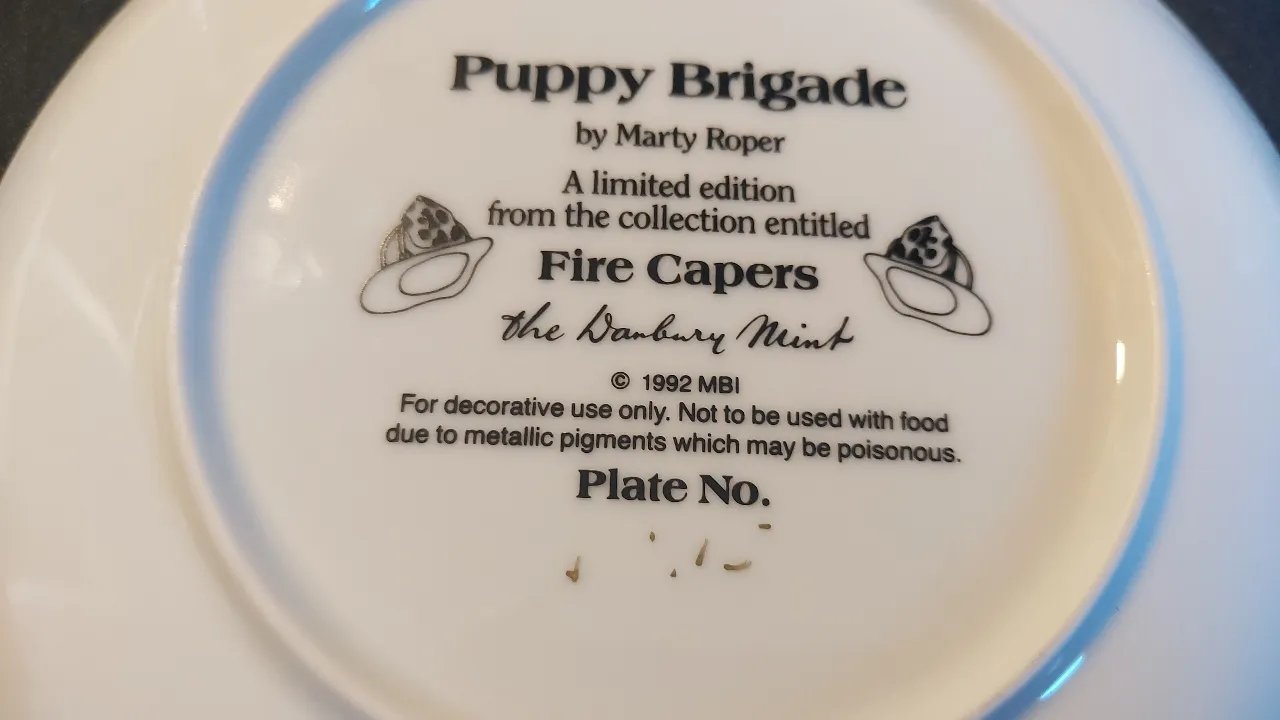 Puppy Brigade
by Marty Roper
A limited edition
from the collection entitled
Fire Capers
the Danbury Mint
© 1992 MBI
For decorative use only. Not to be used with food
due to metallic pigments which may be poisonous.
Plate No.